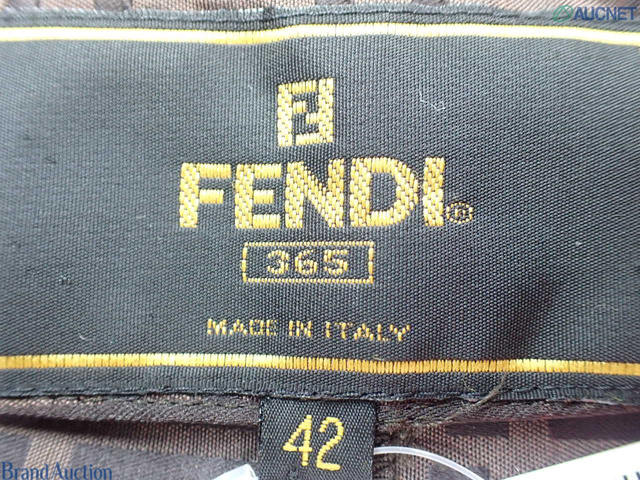 AUCNET
FENDI®
365
MADE IN ITALY
42
Brand Auction